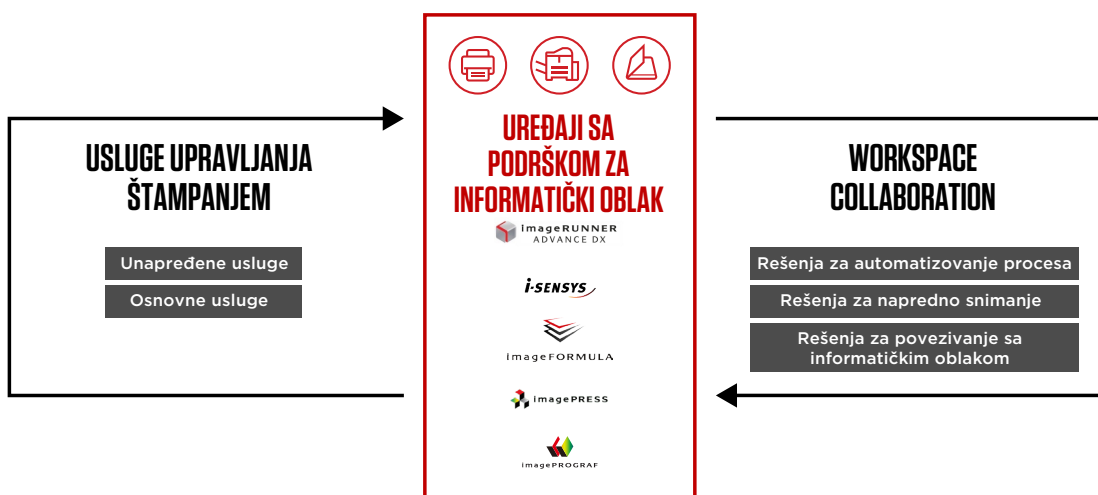 USLUGE UPRAVLJANJA
ŠTAMPANJEM
Unapređene usluge
Osnovne usluge
UREĐAJI SA
PODRŠKOM ZA
INFORMATIČKI OBLAK
imageRUNNER
ADVANCE DX
i-SENSYS
imageFORMULA
imagePRESS
imagePROGRAF
WORKSPACE
COLLABORATION
Rešenja za automatizovanje procesa
Rešenja za napredno snimanje
Rešenja za povezivanje sa
informatičkim oblakom